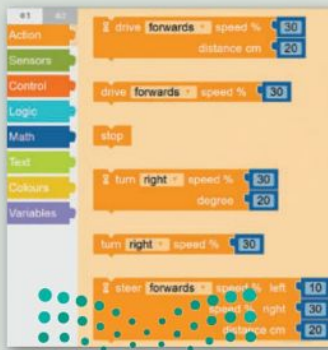 e1 e2
Action
Sensors
Control
Logic
Math
Text
Colours
Variables
drive forwards speed % 30
distance cm 20
drive forwards speed % 30
stop
turn right speed % 30
degree 20
turn right speed % 30
steer forwards speed % left 10
speed % right 30
distance cm 20